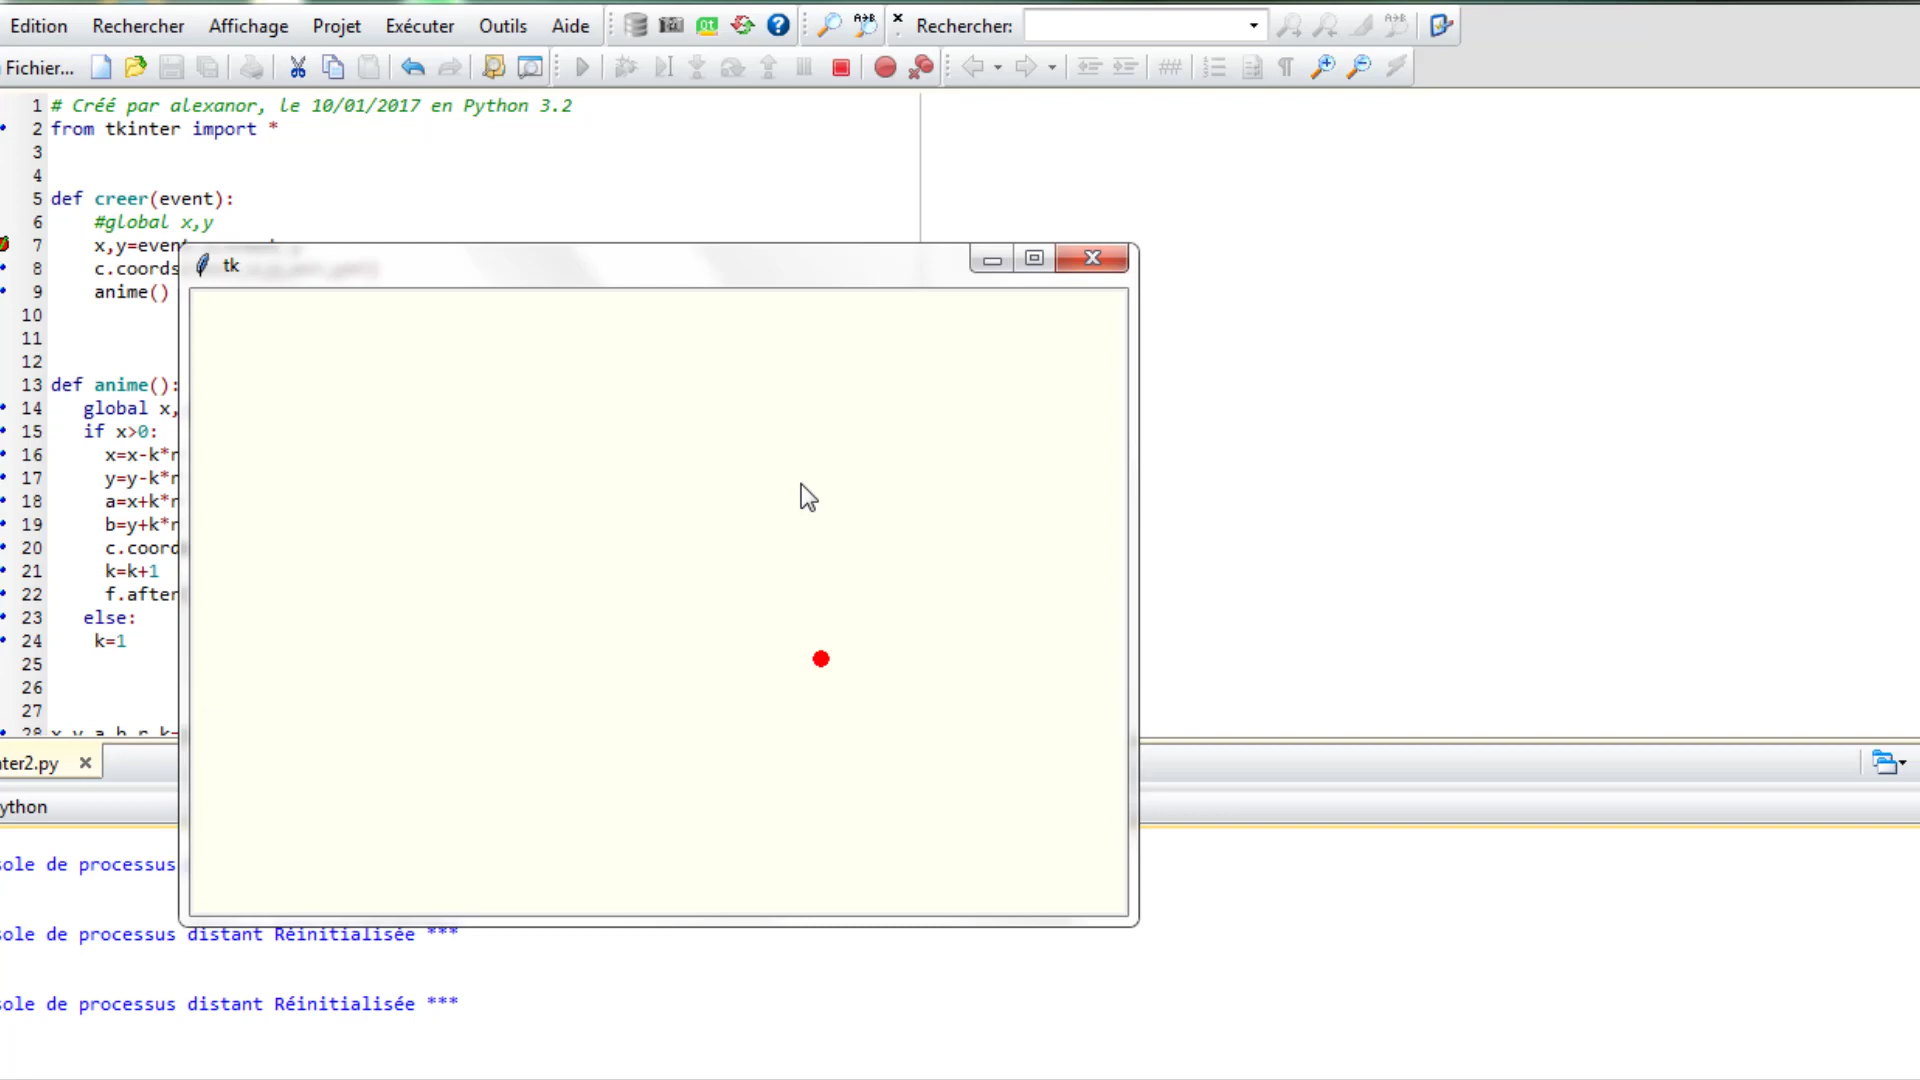 Edition Rechercher Affichage Projet Exécuter Outils Aide Rechercher:
Fichier...
1 # Créé par alexanor, le 10/01/2017 en Python 3.2
2 from tkinter import *
3
4
5 def creer(event):
6 #global x,y
7 x,y=even
8 c.coords
9 anime()
10
11
12
13 def anime():
14 global x,
15 if x>0:
16 x=x-k*r
17 y=y-k*r
18 a=x+k*r
19 b=y+k*r
20 c.coord
21 k=k+1
22 f.after
23 else:
24 k=1
25
26
27
28 x,y,a,b,r,k=
tk
ter2.py
ython
sole de processus
sole de processus distant Réinitialisée ***
sole de processus distant Réinitialisée ***